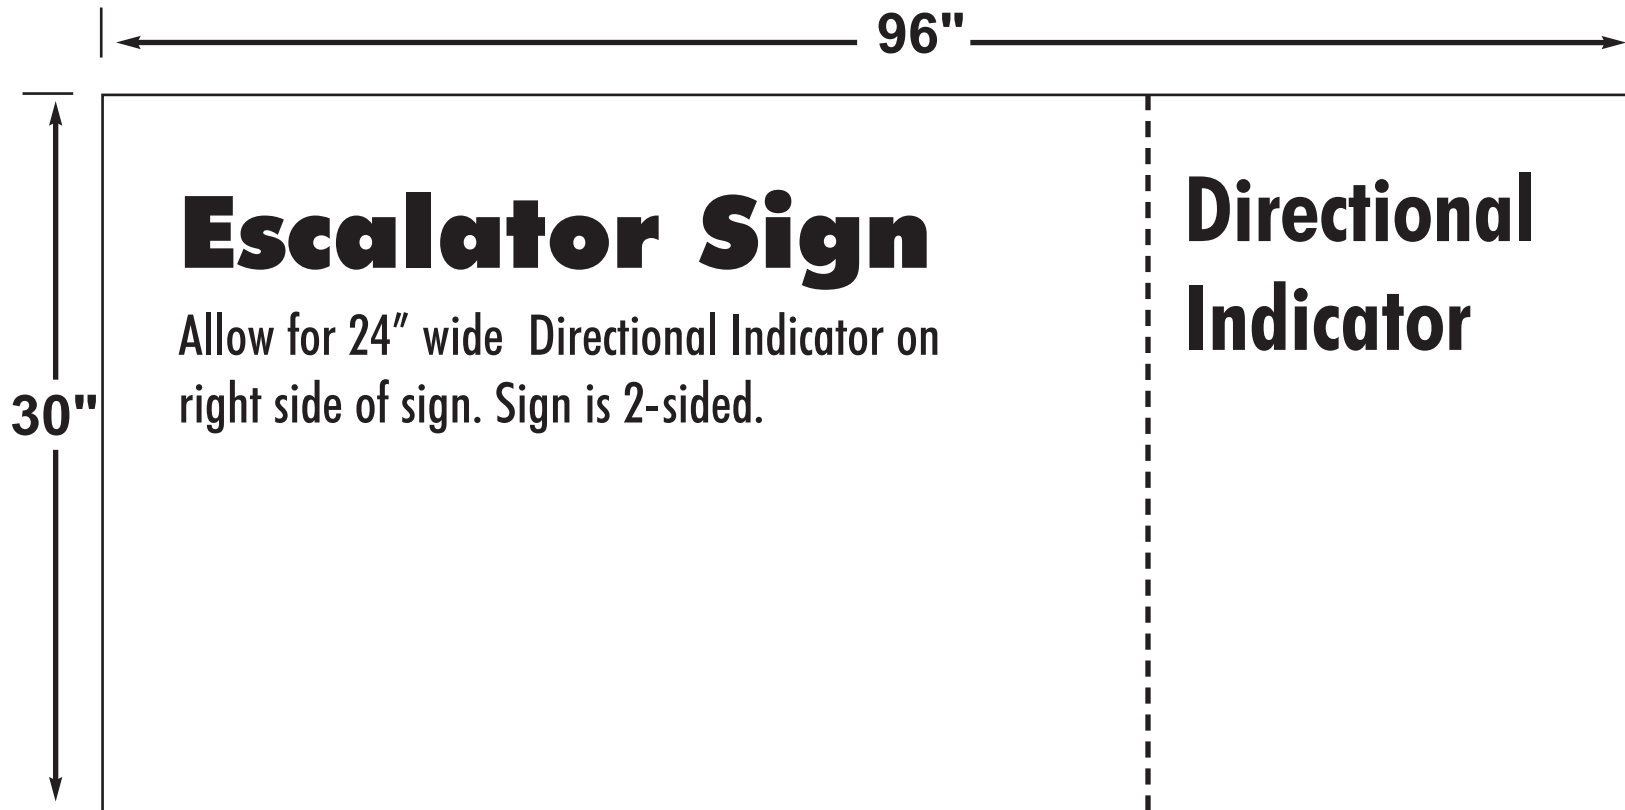 96"
Escalator Sign
Allow for 24" wide  Directional Indicator on
right side of sign. Sign is 2-sided.
Directional
Indicator
30"